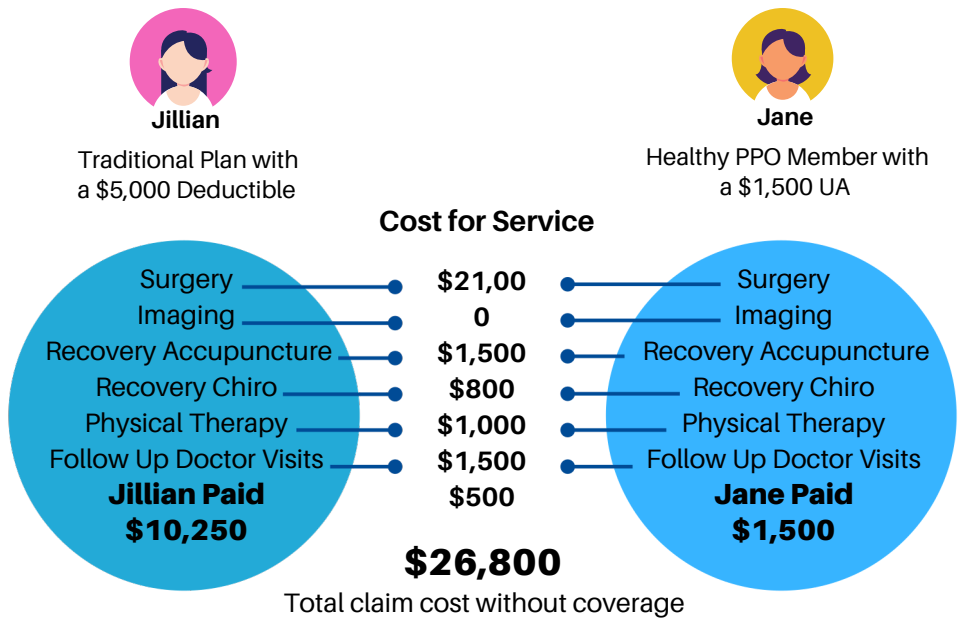 Jillian
Traditional Plan with
a $5,000 Deductible
Jane
Healthy PPO Member with
a $1,500 UA
Cost for Service
Surgery
Imaging
Recovery Accupuncture
Recovery Chiro
Physical Therapy
Follow Up Doctor Visits
Jillian Paid
$10,250
$21,00
0
$1,500
$800
$1,000
$1,500
$500
Surgery
Imaging
Recovery Accupuncture
Recovery Chiro
Physical Therapy
Follow Up Doctor Visits
Jane Paid
$1,500
$26,800
Total claim cost without coverage